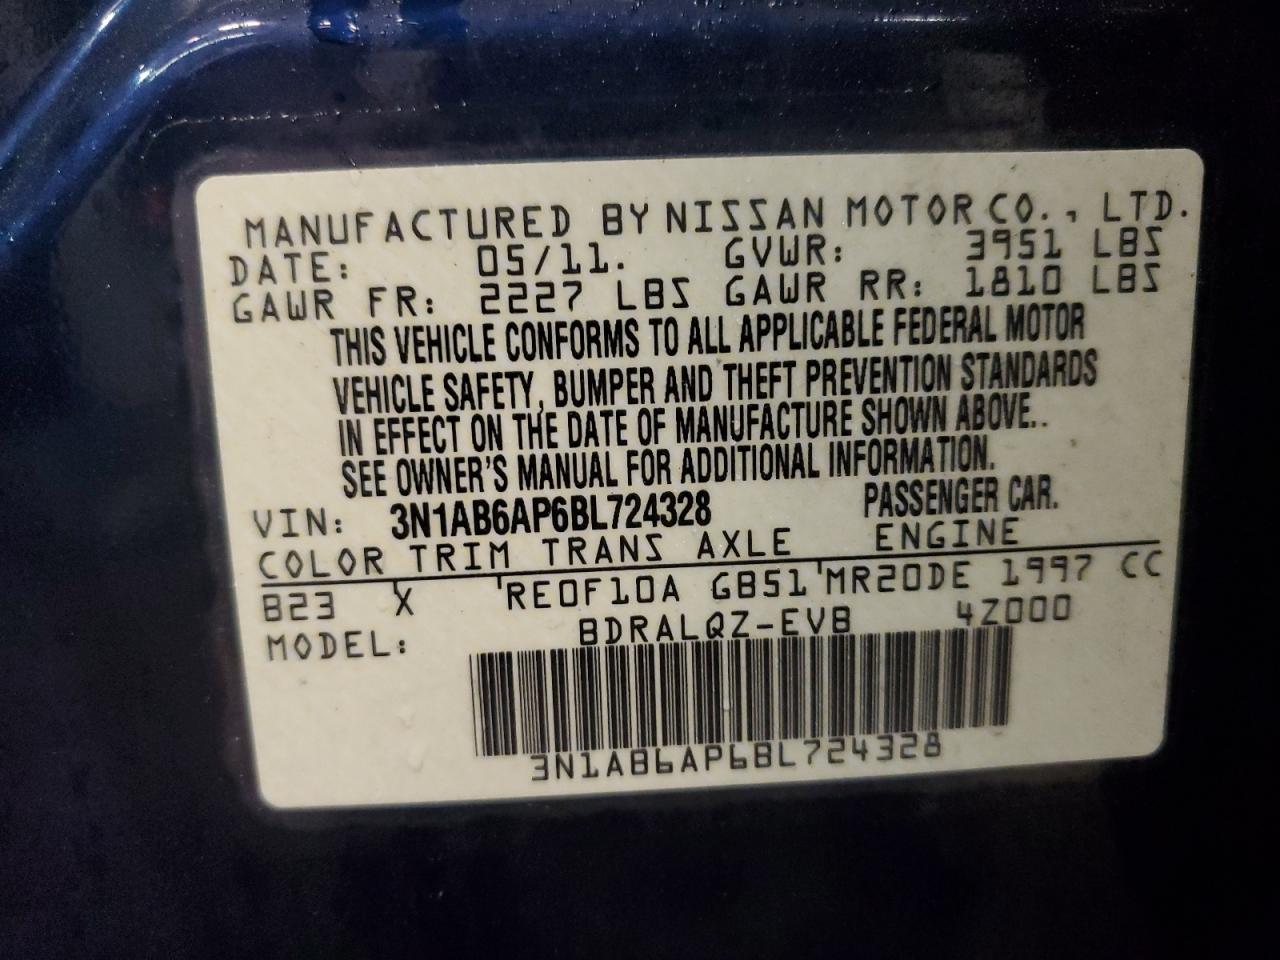 MANUFACTURED BY NISSAN MOTOR CO., LTD.
DATE: 05/11. GVWR: 3951 LBS
GAWR FR: 2227 LBS GAWR RR: 1810 LBS
THIS VEHICLE CONFORMS TO ALL APPLICABLE FEDERAL MOTOR
VEHICLE SAFETY, BUMPER AND THEFT PREVENTION STANDARDS
IN EFFECT ON THE DATE OF MANUFACTURE SHOWN ABOVE..
SEE OWNER'S MANUAL FOR ADDITIONAL INFORMATION.
VIN: 3N1AB6AP6BL724328 PASSENGER CAR.
COLOR TRIM TRANS AXLE ENGINE
B23 X RE0F10A GB51 MR20DE 1997 CC
MODEL: BDRALQZ-EVB 4Z000
3N1AB6AP6BL724328